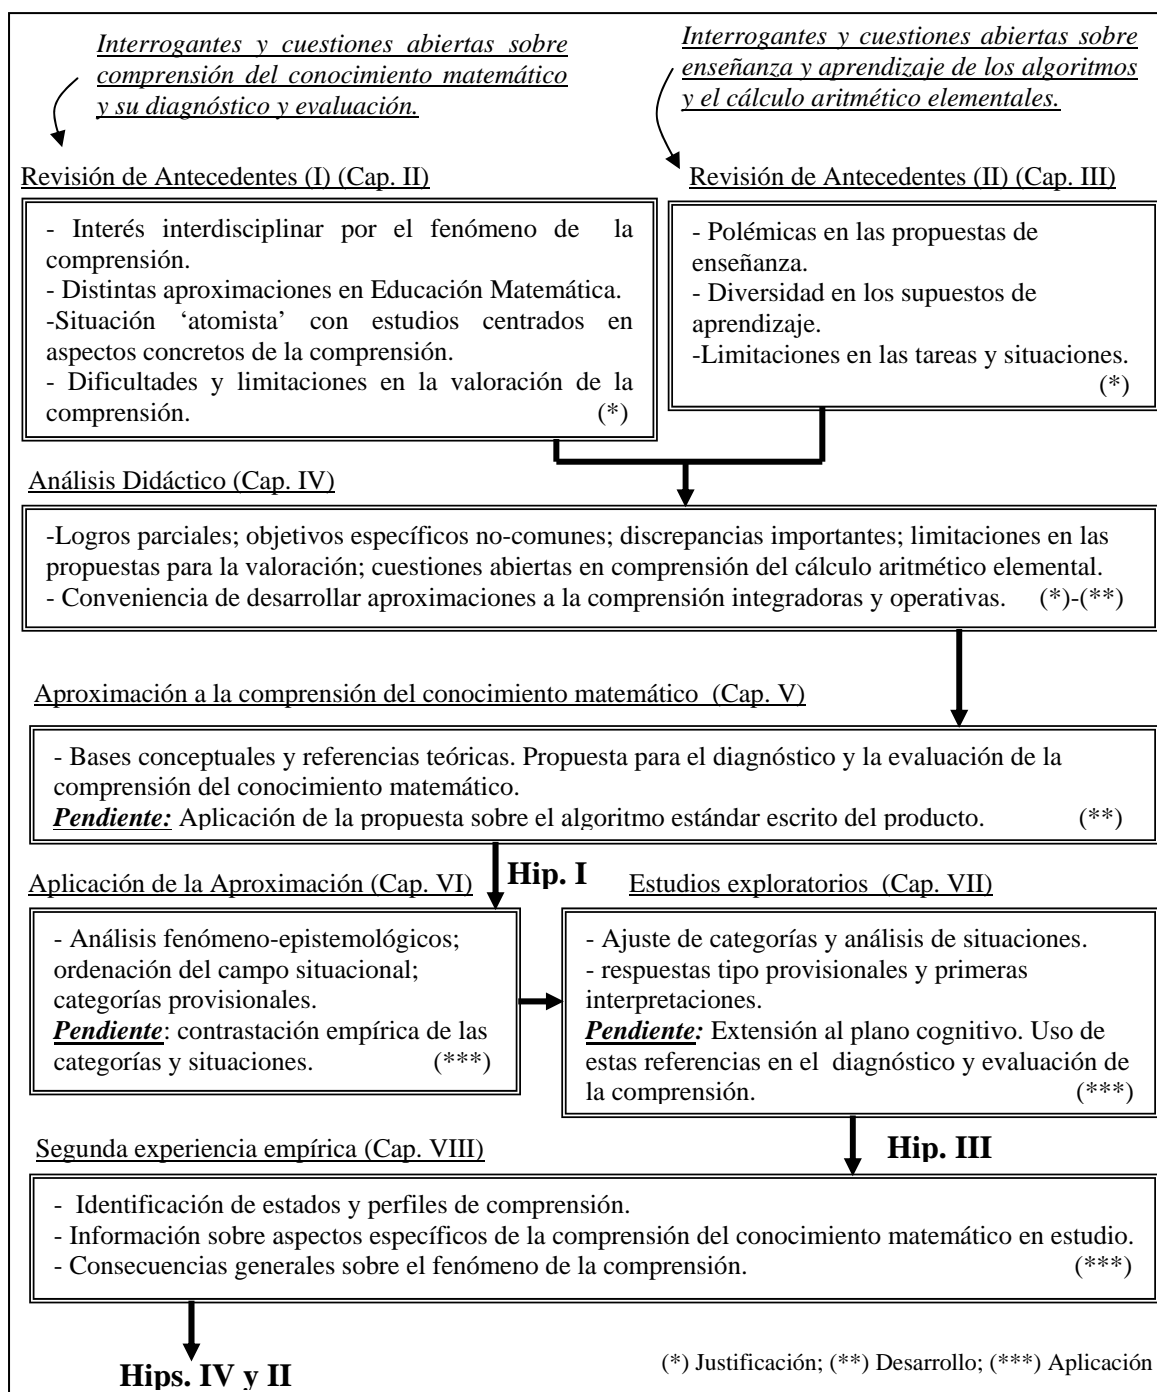 Interrogantes y cuestiones abiertas sobre
comprensión del conocimiento matemático
y su diagnóstico y evaluación.
Interrogantes y cuestiones abiertas sobre
enseñanza y aprendizaje de los algoritmos
y el cálculo aritmético elementales.
Revisión de Antecedentes (I) (Cap. II)
- Interés interdisciplinar por el fenómeno de la
comprensión.
- Distintas aproximaciones en Educación Matemática.
-Situación ‘atomista’ con estudios centrados en
aspectos concretos de la comprensión.
- Dificultades y limitaciones en la valoración de la
comprensión. (*)
Revisión de Antecedentes (II) (Cap. III)
- Polémicas en las propuestas de
enseñanza.
- Diversidad en los supuestos de
aprendizaje.
-Limitaciones en las tareas y situaciones.
(*)
Análisis Didáctico (Cap. IV)
-Logros parciales; objetivos específicos no-comunes; discrepancias importantes; limitaciones en las
propuestas para la valoración; cuestiones abiertas en comprensión del cálculo aritmético elemental.
- Conveniencia de desarrollar aproximaciones a la comprensión integradoras y operativas. (*)-(**)
Aproximación a la comprensión del conocimiento matemático (Cap. V)
- Bases conceptuales y referencias teóricas. Propuesta para el diagnóstico y la evaluación de la
comprensión del conocimiento matemático.
Pendiente: Aplicación de la propuesta sobre el algoritmo estándar escrito del producto. (**)
Hip. I
Aplicación de la Aproximación (Cap. VI)
- Análisis fenómeno-epistemológicos;
ordenación del campo situacional;
categorías provisionales.
Pendiente: contrastación empírica de las
categorías y situaciones. (***)
Estudios exploratorios (Cap. VII)
- Ajuste de categorías y análisis de situaciones.
- respuestas tipo provisionales y primeras
interpretaciones.
Pendiente: Extensión al plano cognitivo. Uso de
estas referencias en el diagnóstico y evaluación de
la comprensión. (***)
Hip. III
Segunda experiencia empírica (Cap. VIII)
- Identificación de estados y perfiles de comprensión.
- Información sobre aspectos específicos de la comprensión del conocimiento matemático en estudio.
- Consecuencias generales sobre el fenómeno de la comprensión. (***)
Hips. IV y II
(*) Justificación; (**) Desarrollo; (***) Aplicación